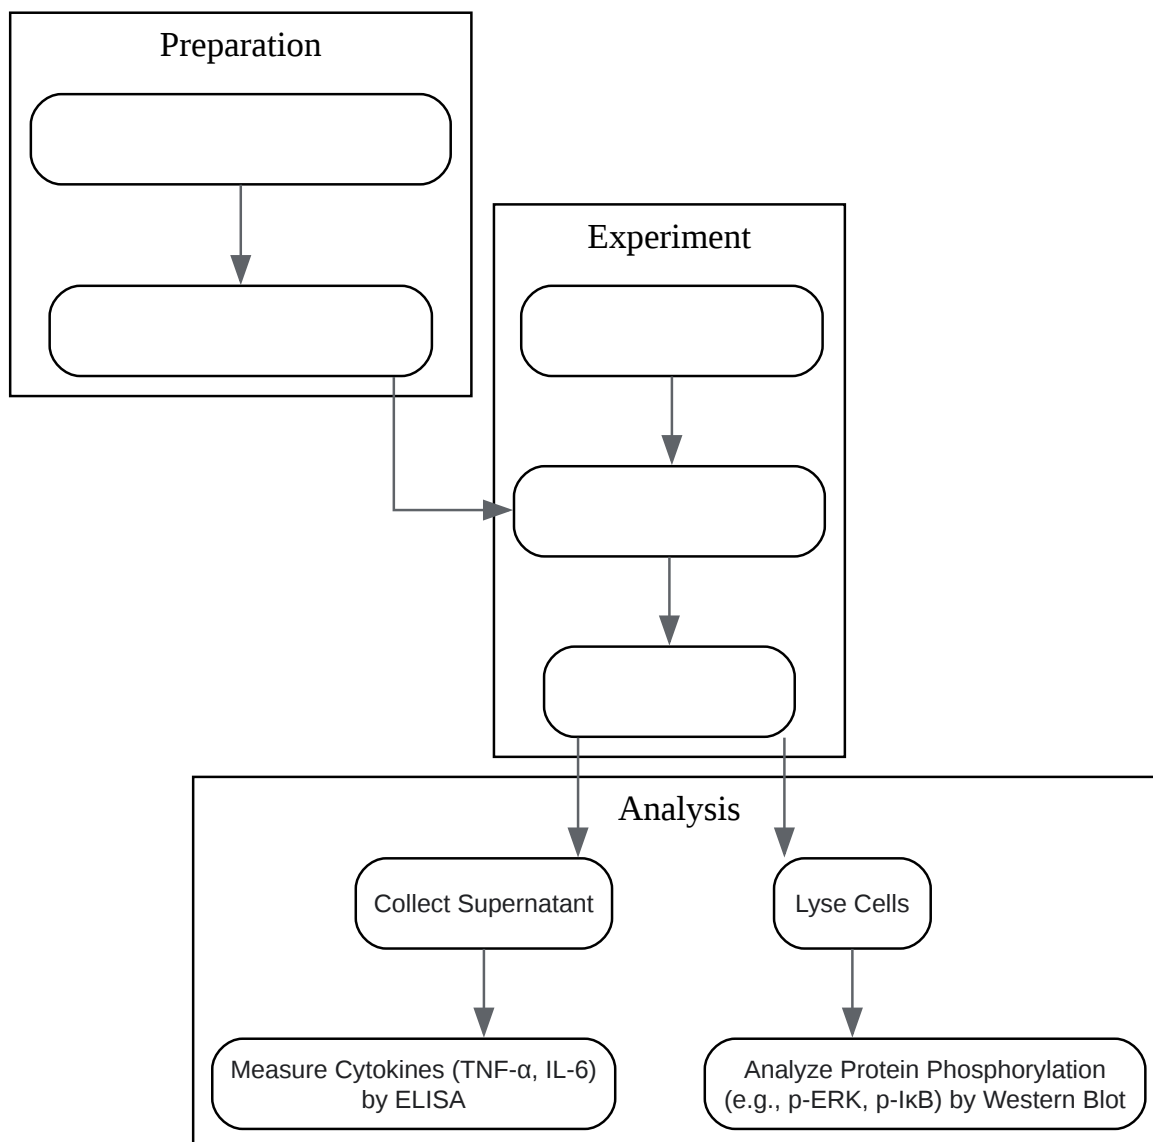 Preparation
Experiment
Analysis
Collect Supernatant
Lyse Cells
Measure Cytokines (TNF-α, IL-6)
by ELISA
Analyze Protein Phosphorylation
(e.g., p-ERK, p-IκB) by Western Blot